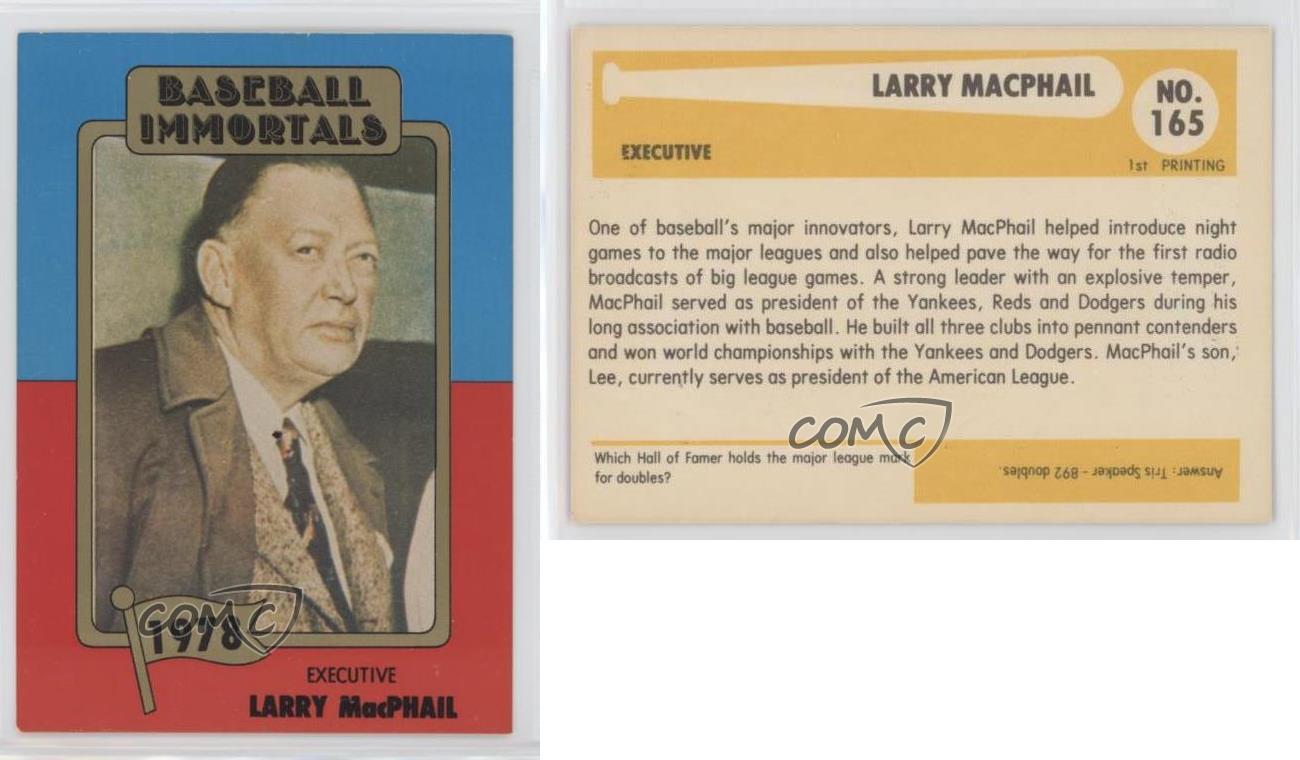 BASEBALL
IMMORTALS
1978
COMC
EXECUTIVE
LARRY MacPHAIL
LARRY MACPHAIL
NO.
165
EXECUTIVE
1st PRINTING
One of baseball's major innovators, Larry MacPhail helped introduce night
games to the major leagues and also helped pave the way for the first radio
broadcasts of big league games. A strong leader with an explosive temper,
MacPhail served as president of the Yankees, Reds and Dodgers during his
long association with baseball. He built all three clubs into pennant contenders
and won world championships with the Yankees and Dodgers. MacPhail's son,
Lee, currently serves as president of the American League.
COMC
Which Hall of Famer holds the major league mark
for doubles?
Answer: Tris Speaker - 892 doubles.